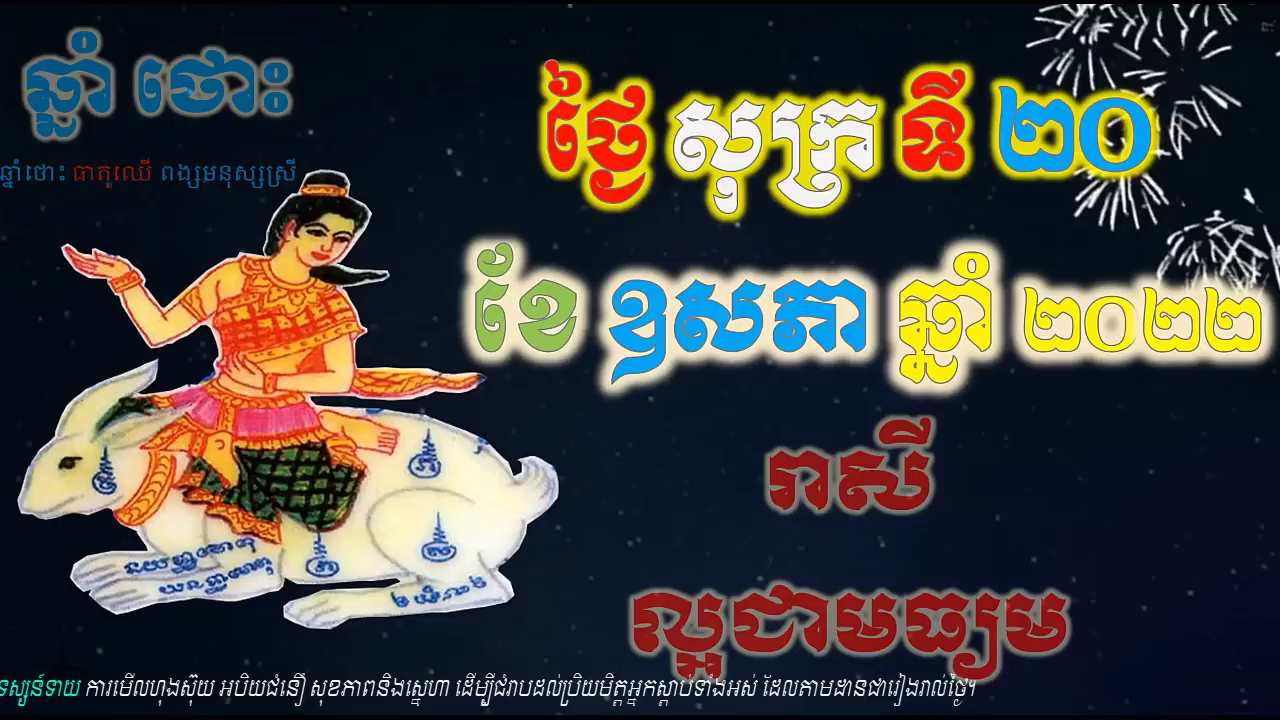 ឆ្នាំ ថោះ
ថ្ងៃ សុក្រ ទី ២០
ឆ្នាំថោះ ធាតុឈើ ពង្សមនុស្សស្រី
ខែ ឧសភា ឆ្នាំ ២០២២
រាសី
ល្អជាមធ្យម
ទស្សន៍ទាយ ការមើលហុងស៊ុយ អបិយជំនឿ សុខភាពនិងស្នេហា ដើម្បីជំរាបដល់ប្រិយមិត្តអ្នកស្តាប់ទាំងអស់ ដែលតាមដានជារៀងរាល់ថ្ងៃ។